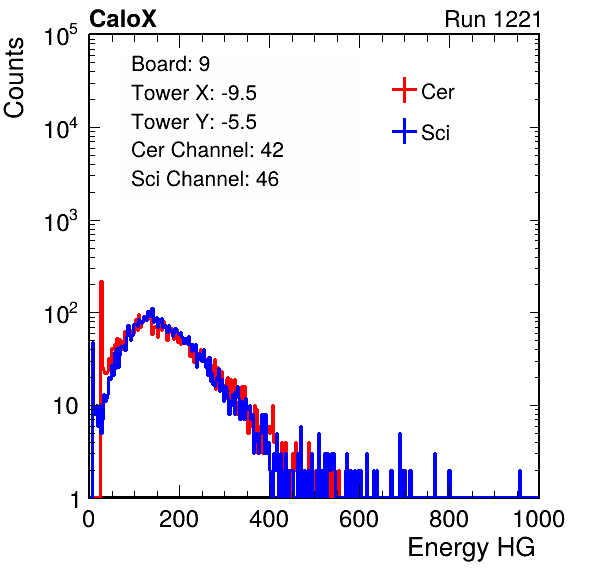 CaloX Run 1221
Counts
10^5
10^4
10^3
10^2
10
1
Board: 9
Tower X: -9.5
Tower Y: -5.5
Cer Channel: 42
Sci Channel: 46
Cer
Sci
0 200 400 600 800 1000
Energy HG